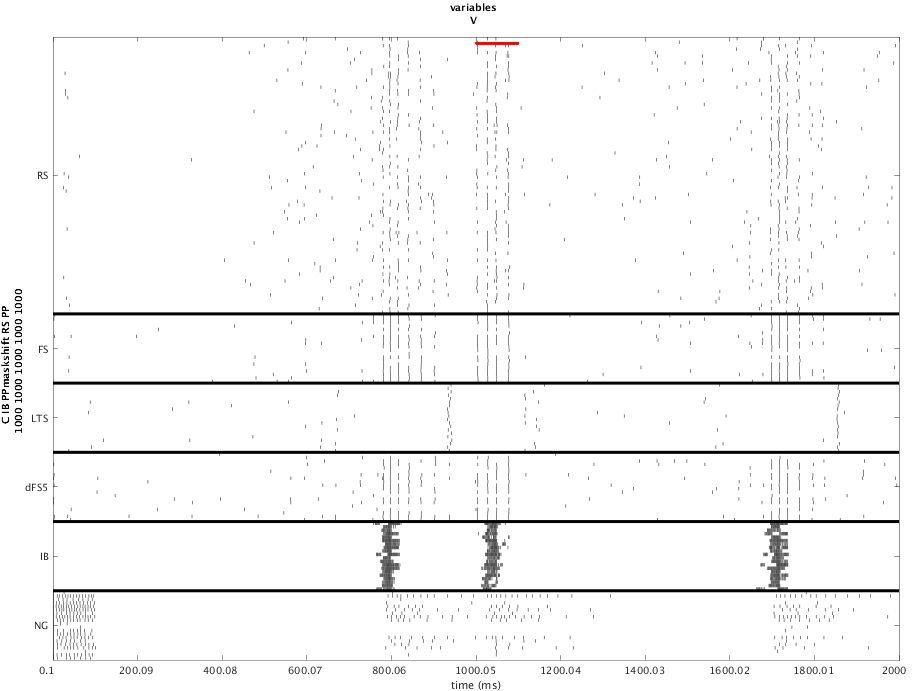 variables
V
C IB PPmaskshift RS PP
1000 1000 1000 1000 1000
RS
FS
LTS
dFS5
IB
NG
0.1 200.09 400.08 600.07 800.06 1000.05 1200.04 1400.03 1600.02 1800.01 2000
time (ms)